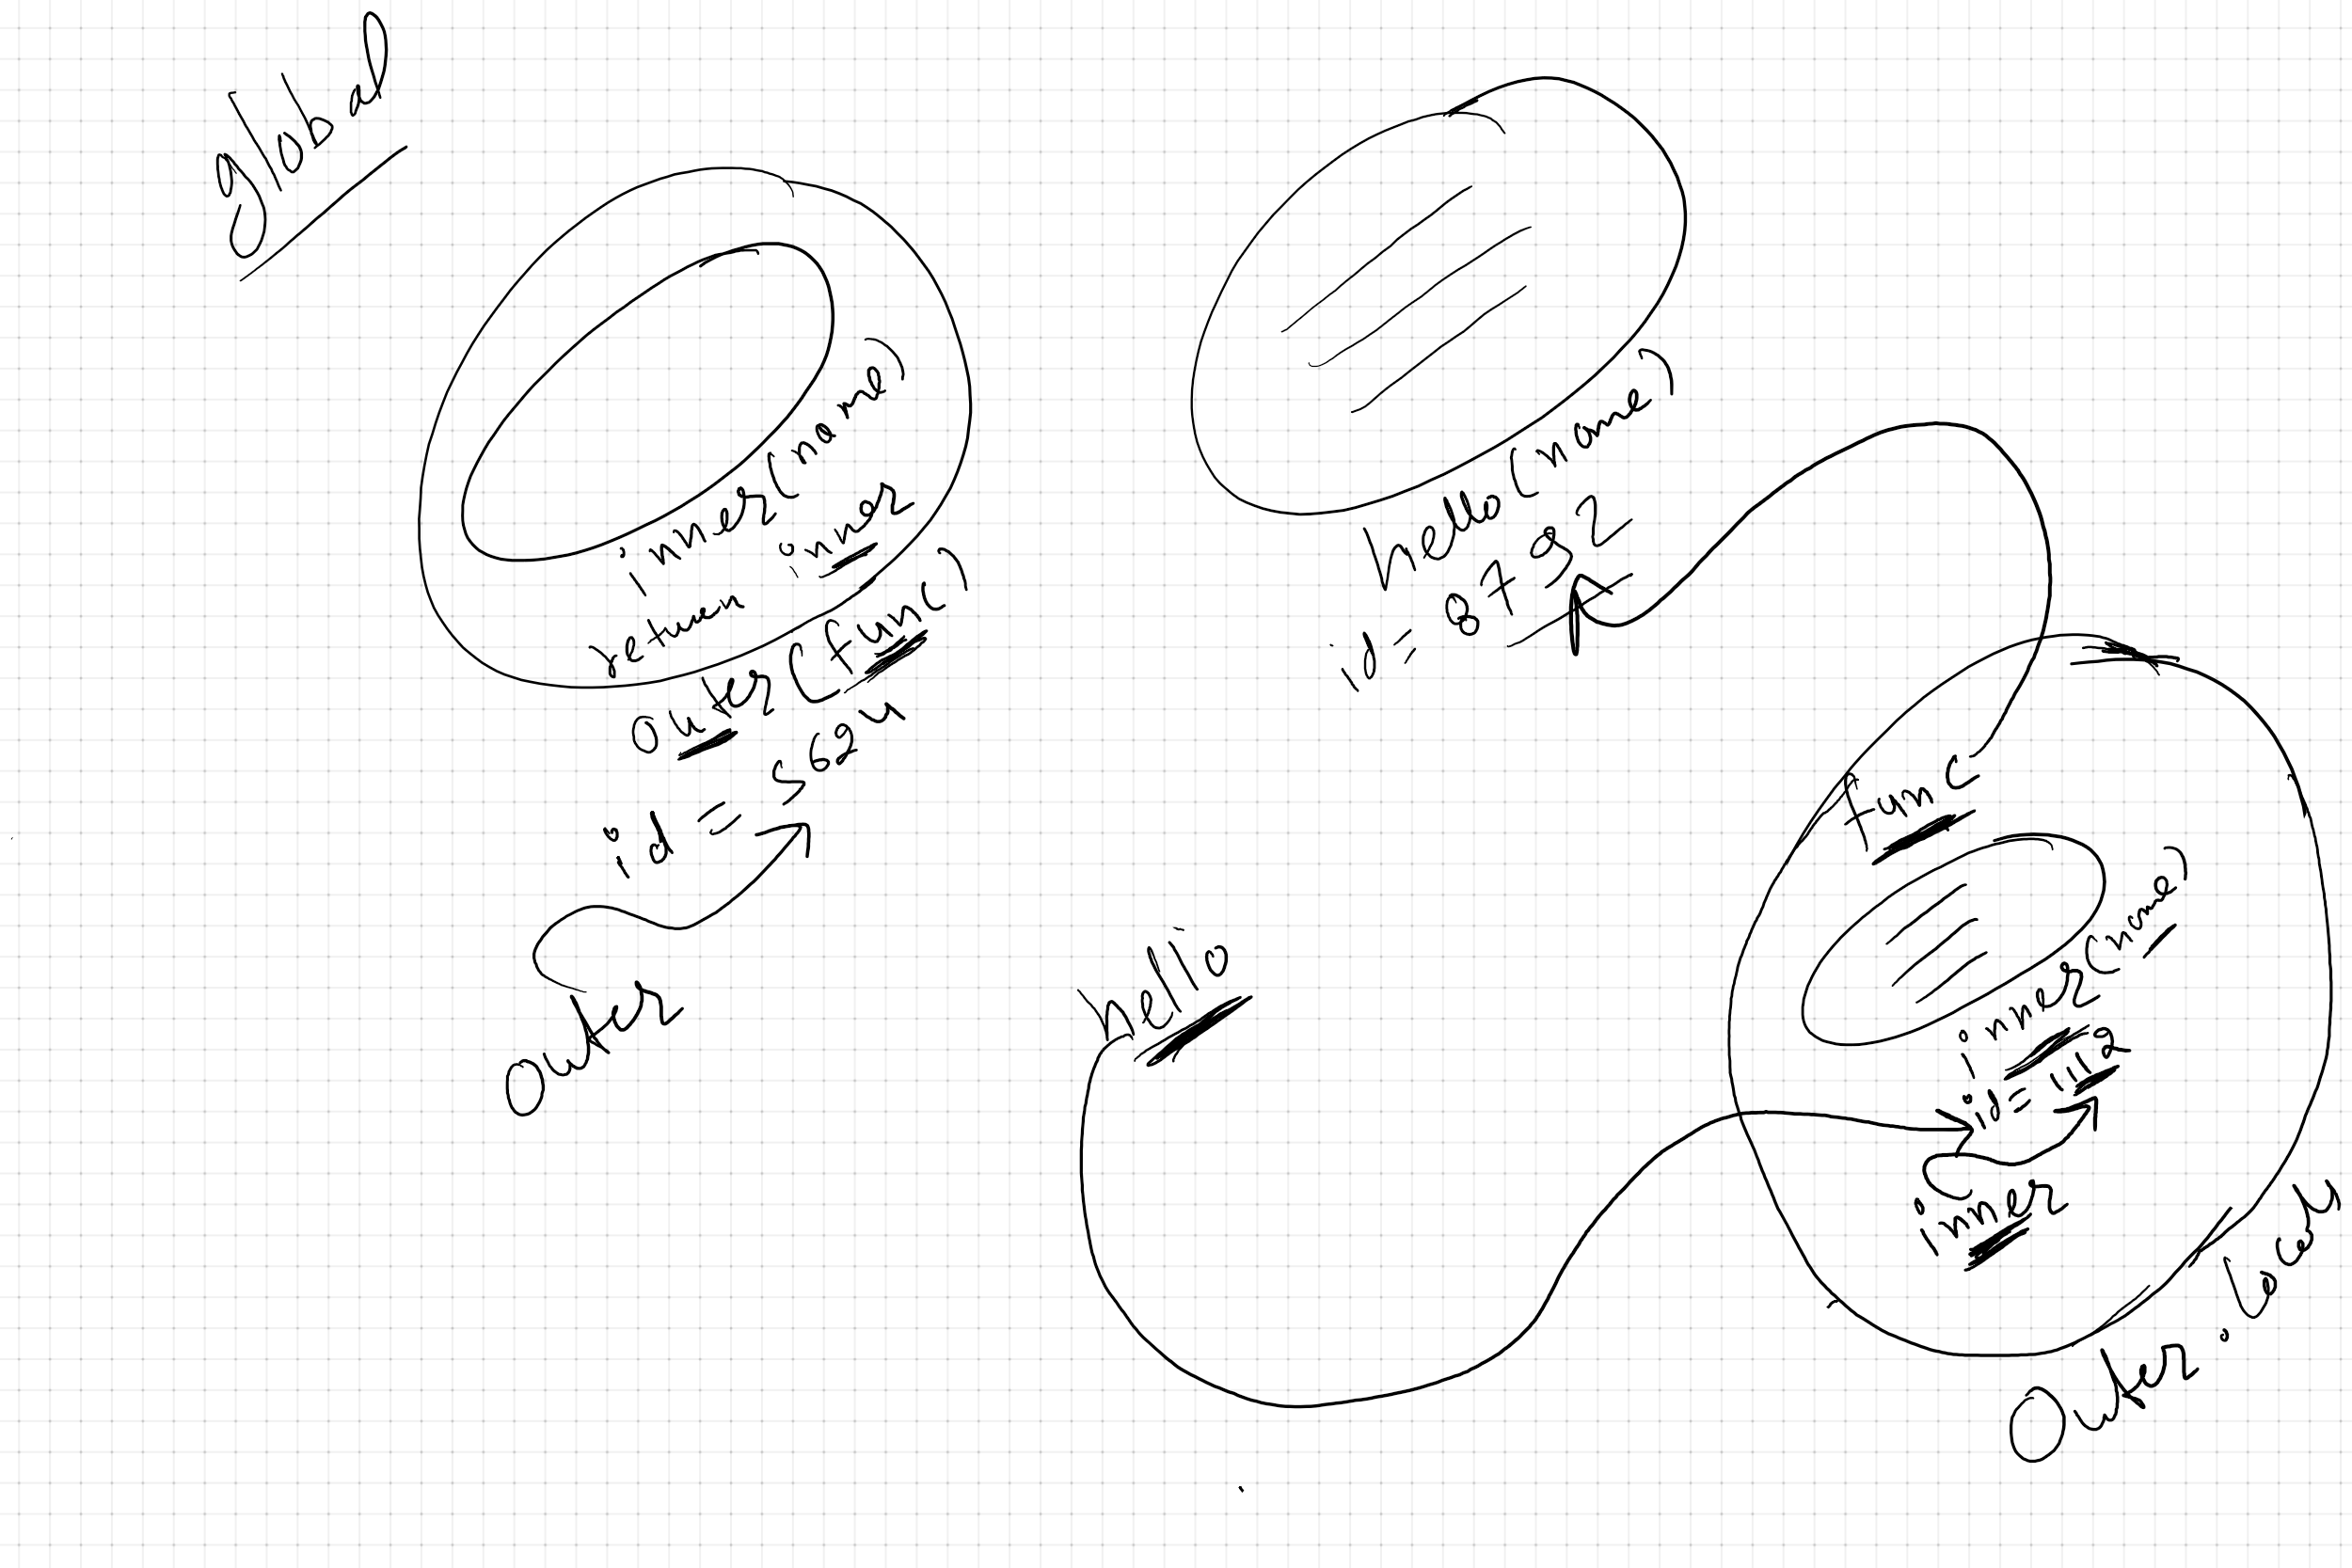 global
inner(name)
return inner
outer(func)
id = 5624
outer
hello(name)
id = 8792
hello
func
inner(name)
id = 1112
inner
Outer.